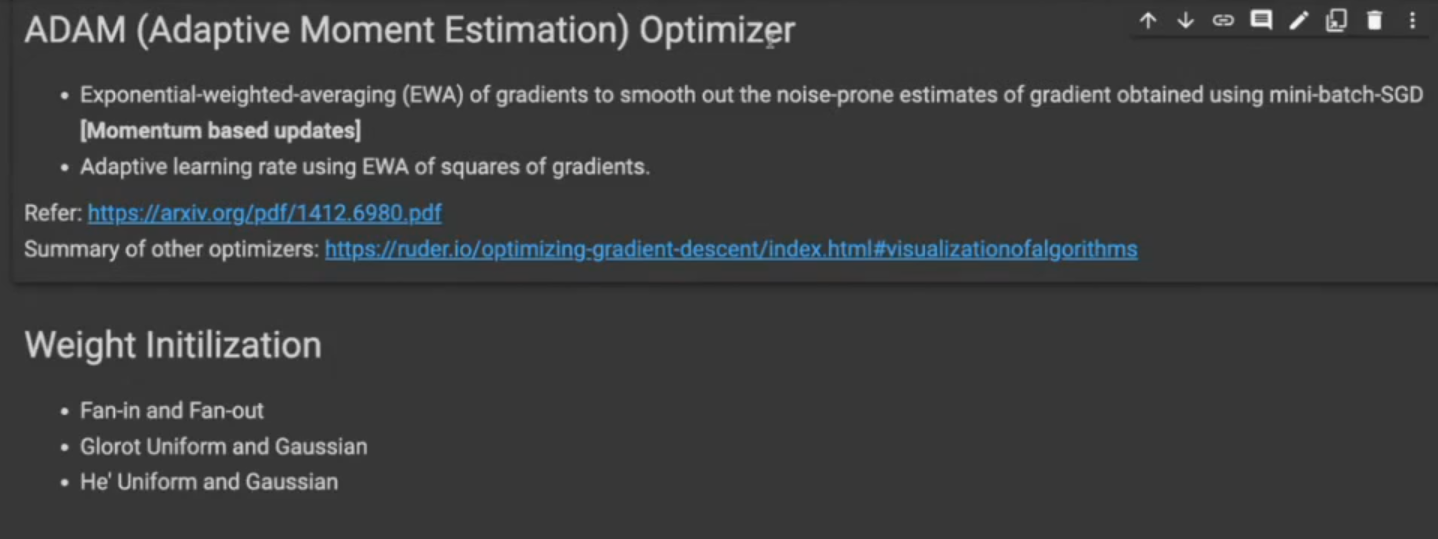 ADAM (Adaptive Moment Estimation) Optimizer
• Exponential-weighted-averaging (EWA) of gradients to smooth out the noise-prone estimates of gradient obtained using mini-batch-SGD
[Momentum based updates]
• Adaptive learning rate using EWA of squares of gradients.
Refer: https://arxiv.org/pdf/1412.6980.pdf
Summary of other optimizers: https://ruder.io/optimizing-gradient-descent/index.html#visualizationofalgorithms
Weight Initilization
• Fan-in and Fan-out
• Glorot Uniform and Gaussian
• He' Uniform and Gaussian